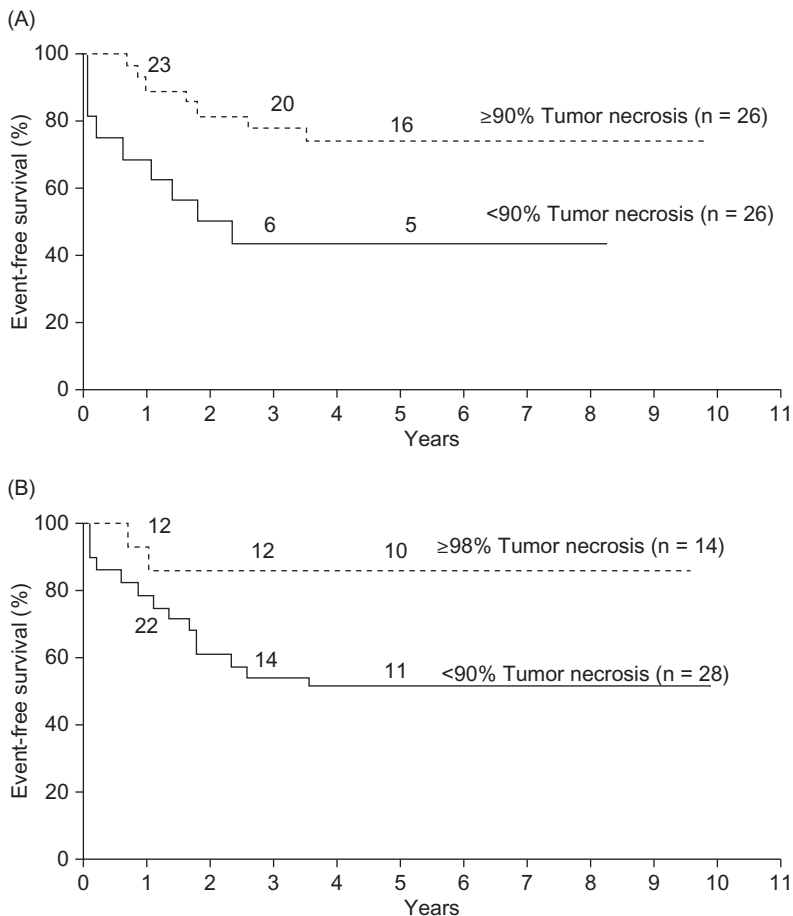 (A)
100
80
60
40
20
0
Event-free survival (%)
23
20
16
≥90% Tumor necrosis (n = 26)
6
5
<90% Tumor necrosis (n = 26)
0 1 2 3 4 5 6 7 8 9 10 11
Years
(B)
100
80
60
40
20
0
Event-free survival (%)
12
12
10
≥98% Tumor necrosis (n = 14)
22
14
11
<90% Tumor necrosis (n = 28)
0 1 2 3 4 5 6 7 8 9 10 11
Years